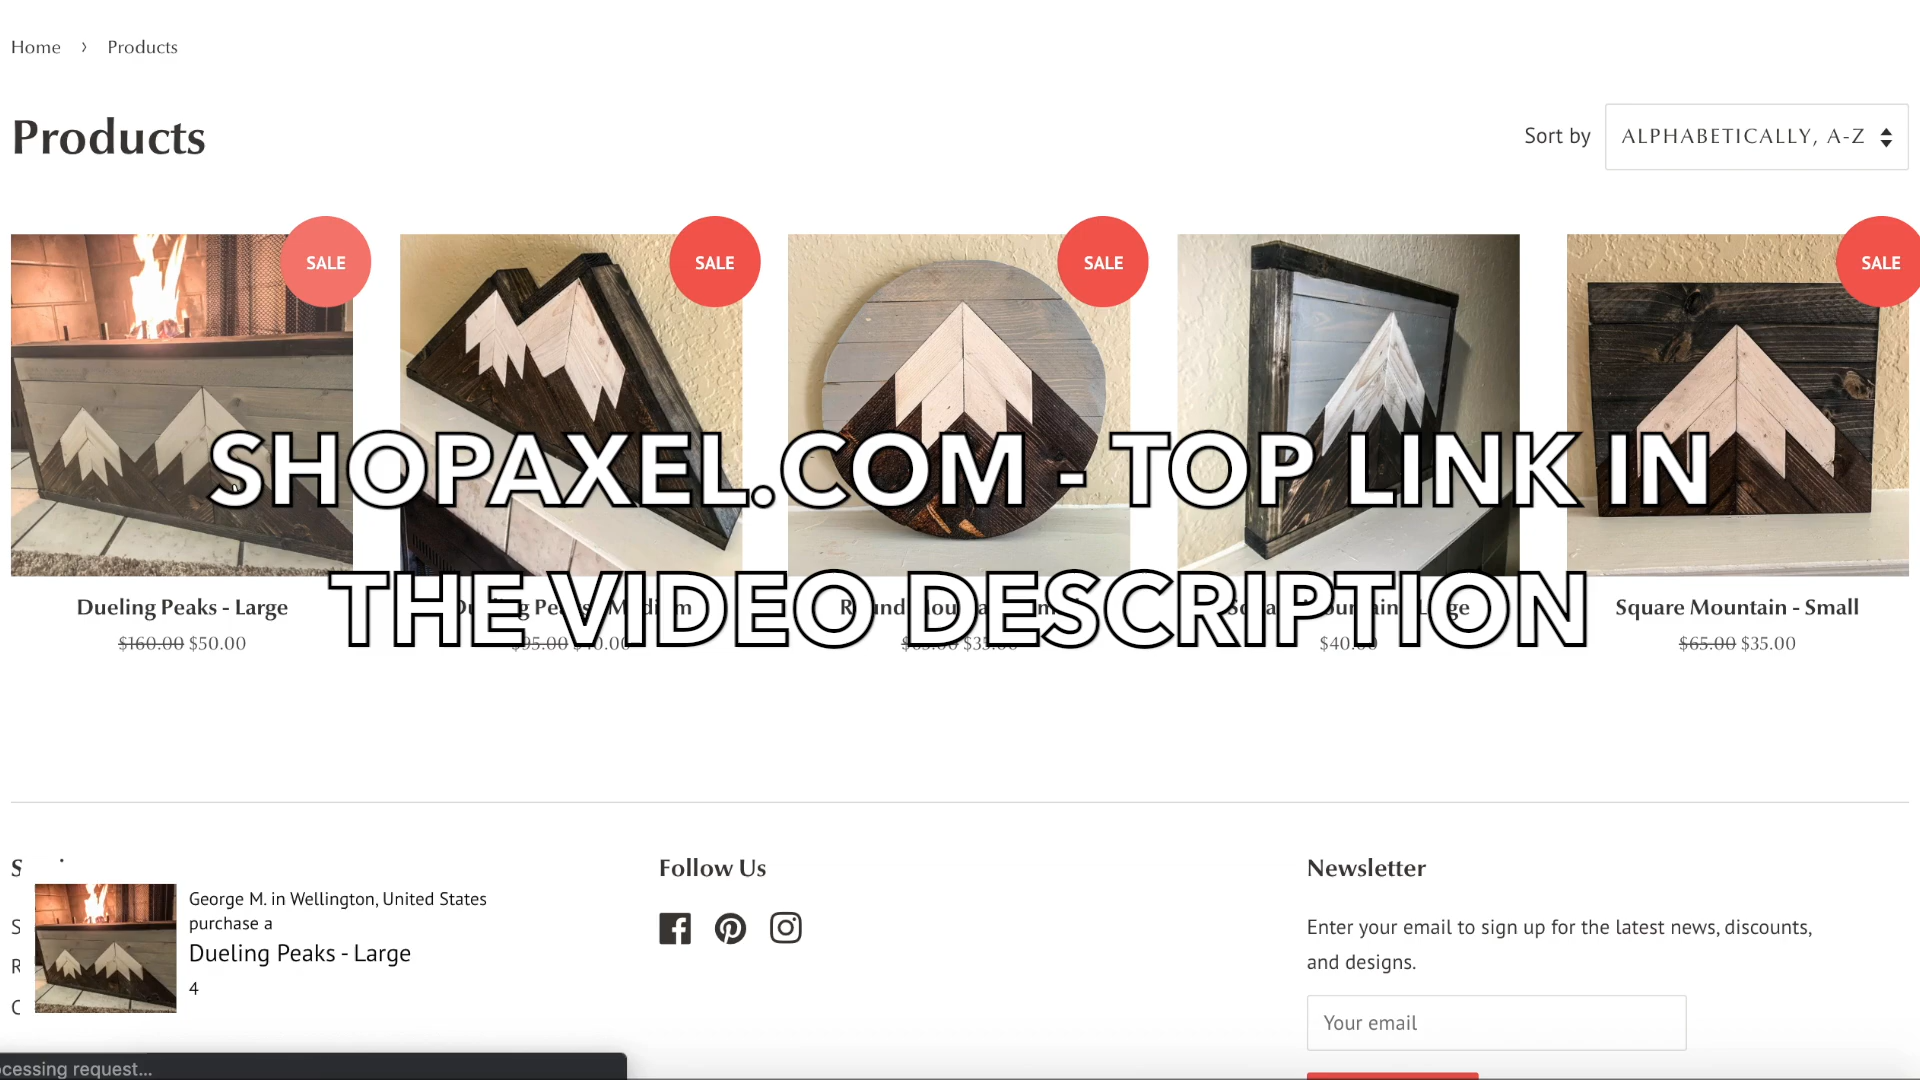 Home › Products
Products
Sort by ALPHABETICALLY, A-Z
SALE SALE SALE SALE
SHOPAXEL.COM - TOP LINK IN
THE VIDEO DESCRIPTION
Dueling Peaks - Large
Square Mountain - Small
$160.00 $50.00
$95.00
$65.00 $35.00
Follow Us
Newsletter
George M. in Wellington, United States
purchase a
Dueling Peaks - Large
4
Enter your email to sign up for the latest news, discounts,
and designs.
Your email
request...